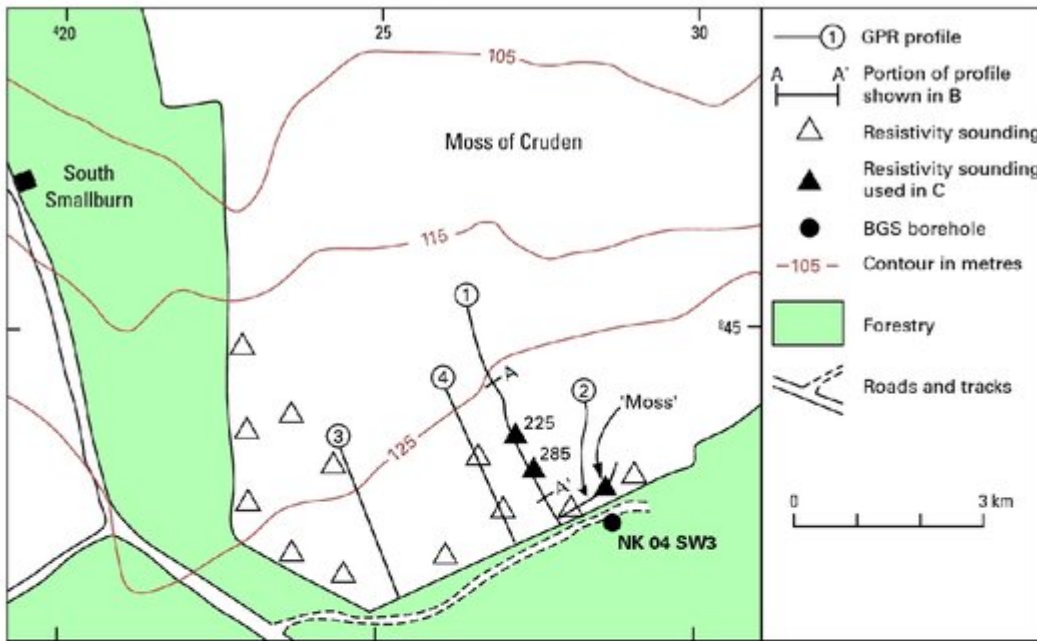 ⁴20
25
30
105
Moss of Cruden
South
Smallburn
115
1
⁸45
A
4
2
'Moss'
225
3
125
285
A'
NK 04 SW3
1 GPR profile
A A' Portion of profile
shown in B
Resistivity sounding
Resistivity sounding
used in C
BGS borehole
105 Contour in metres
Forestry
Roads and tracks
0 3 km